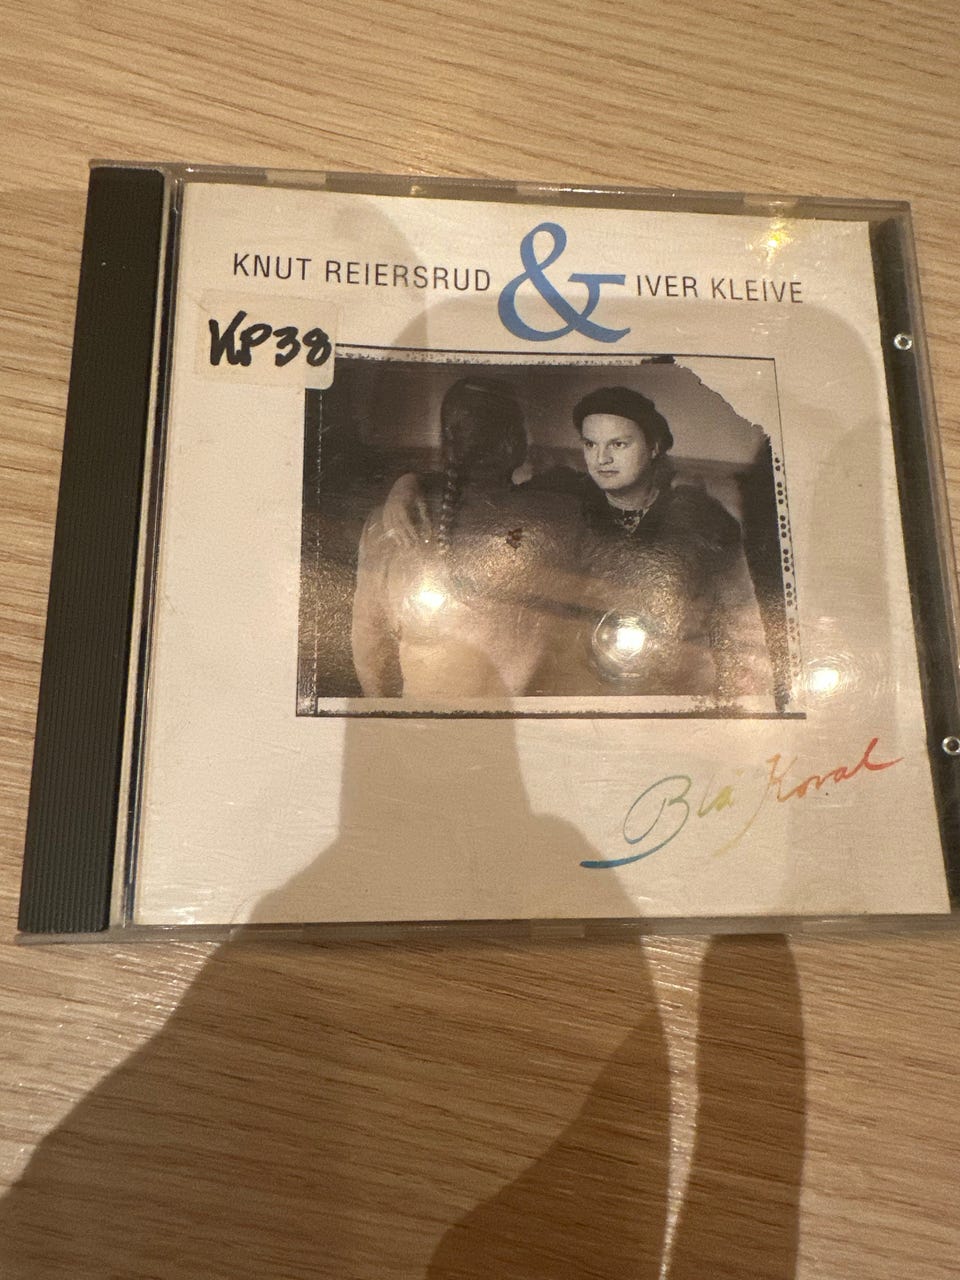 KNUT REIERSRUD & IVER KLEIVE
KP38
Blå Koral